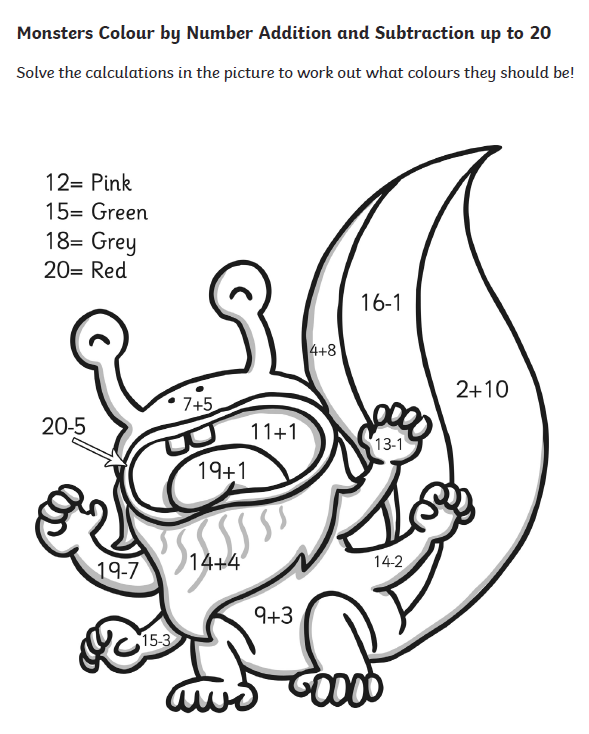 Monsters Colour by Number Addition and Subtraction up to 20
Solve the calculations in the picture to work out what colours they should be!
12= Pink
15= Green
18= Grey
20= Red
16-1
4+8
2+10
7+5
20-5
11+1
13-1
19+1
14+4
14-2
19-7
9+3
15-3